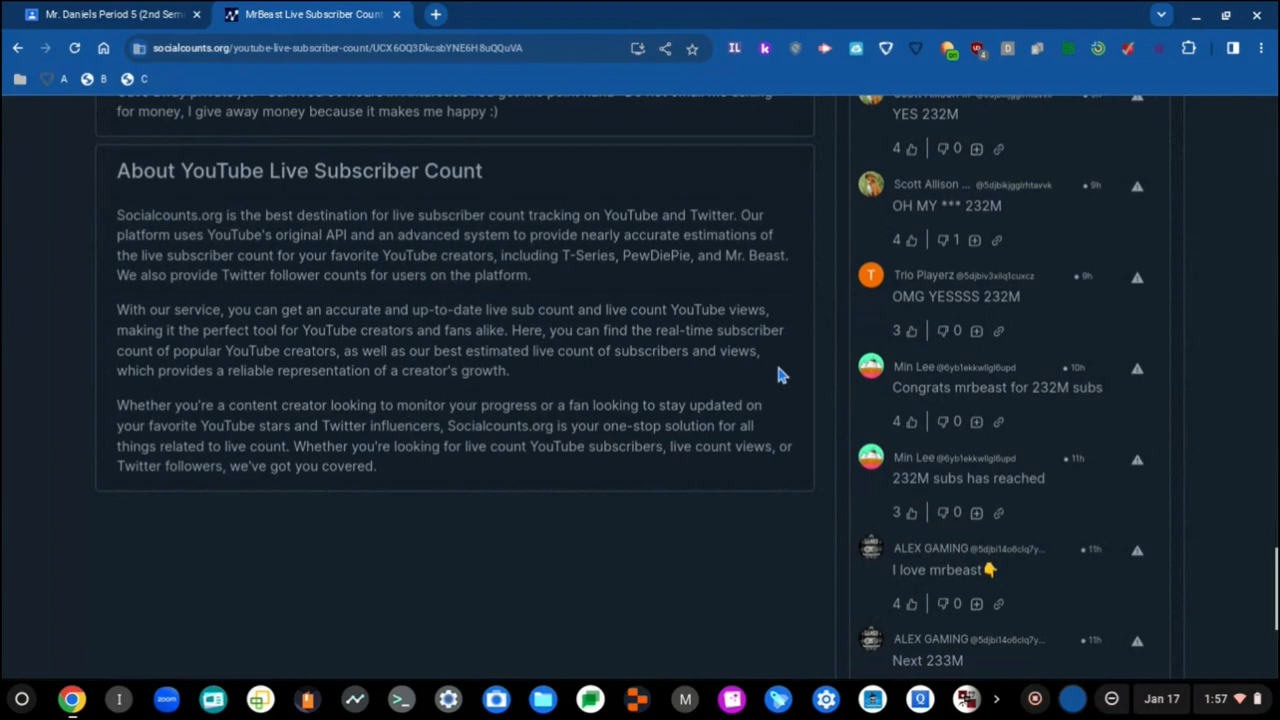 Mr. Daniels Period 5 (2nd Sem
MrBeast Live Subscriber Count
socialcounts.org/youtube-live-subscriber-count/UCX6OQ3DkcsbYNE6H8uQQuVA
A
B
C
for money, I give away money because it makes me happy :)
About YouTube Live Subscriber Count
Socialcounts.org is the best destination for live subscriber count tracking on YouTube and Twitter. Our
platform uses YouTube's original API and an advanced system to provide nearly accurate estimations of
the live subscriber count for your favorite YouTube creators, including T-Series, PewDiePie, and Mr. Beast.
We also provide Twitter follower counts for users on the platform.
With our service, you can get an accurate and up-to-date live sub count and live count YouTube views,
making it the perfect tool for YouTube creators and fans alike. Here, you can find the real-time subscriber
count of popular YouTube creators, as well as our best estimated live count of subscribers and views,
which provides a reliable representation of a creator's growth.
Whether you're a content creator looking to monitor your progress or a fan looking to stay updated on
your favorite YouTube stars and Twitter influencers, Socialcounts.org is your one-stop solution for all
things related to live count. Whether you're looking for live count YouTube subscribers, live count views, or
Twitter followers, we've got you covered.
YES 232M
4 0
Scott Allison ... @5djbikjgglrhtavvk 9h
OH MY *** 232M
4 1
T
Trio Playerz @5djbiv3xilq1cuxcz 9h
OMG YESSSS 232M
3 0
Min Lee @6yb1ekkwllgl6upd 10h
Congrats mrbeast for 232M subs
4 0
Min Lee @6yb1ekkwllgl6upd 11h
232M subs has reached
3 0
ALEX GAMING @5djbi14o6clq7y... 11h
I love mrbeast👇
4 0
ALEX GAMING @5djbi14o6clq7y... 11h
Next 233M
zoom
Jan 17
1:57